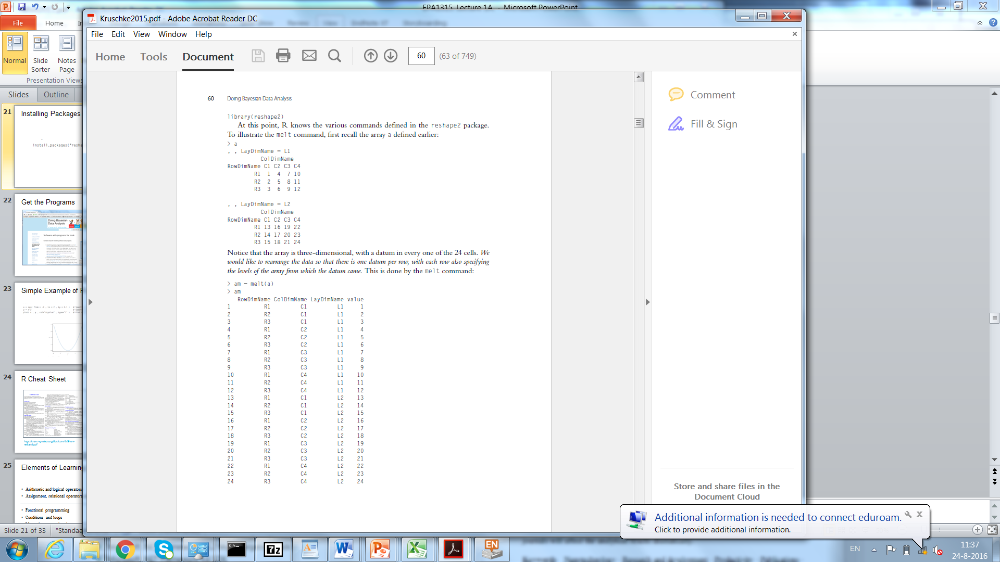 EPA1315_Lecture 1A - Microsoft PowerPoint
File
Home
Normal
Slide Sorter
Notes Page
Presentation Views
Slides
Outline
21
Installing Packages
install.packages("resha
22
Get the Programs
Doing Bayesian
Data Analysis
23
Simple Example of
24
R Cheat Sheet
25
Elements of Learning
• Arithmetic and logical operators
• Assignment, relational operators
• Functional programming
• Conditions and loops
Slide 21 of 33
"Standaa
Kruschke2015.pdf - Adobe Acrobat Reader DC
File Edit View Window Help
Home
Tools
Document
60
(63 of 749)
60 Doing Bayesian Data Analysis
library(reshape2)
At this point, R knows the various commands defined in the reshape2 package.
To illustrate the melt command, first recall the array a defined earlier:
> a
. . LayDimName = L1
ColDimName
RowDimName C1 C2 C3 C4
R1 1 4 7 10
R2 2 5 8 11
R3 3 6 9 12
. . LayDimName = L2
ColDimName
RowDimName C1 C2 C3 C4
R1 13 16 19 22
R2 14 17 20 23
R3 15 18 21 24
Notice that the array is three-dimensional, with a datum in every one of the 24 cells. We
would like to rearrange the data so that there is one datum per row, with each row also specifying
the levels of the array from which the datum came. This is done by the melt command:
> am = melt(a)
> am
RowDimName ColDimName LayDimName value
1 R1 C1 L1 1
2 R2 C1 L1 2
3 R3 C1 L1 3
4 R1 C2 L1 4
5 R2 C2 L1 5
6 R3 C2 L1 6
7 R1 C3 L1 7
8 R2 C3 L1 8
9 R3 C3 L1 9
10 R1 C4 L1 10
11 R2 C4 L1 11
12 R3 C4 L1 12
13 R1 C1 L2 13
14 R2 C1 L2 14
15 R3 C1 L2 15
16 R1 C2 L2 16
17 R2 C2 L2 17
18 R3 C2 L2 18
19 R1 C3 L2 19
20 R2 C3 L2 20
21 R3 C3 L2 21
22 R1 C4 L2 22
23 R2 C4 L2 23
24 R3 C4 L2 24
Comment
Fill & Sign
Store and share files in the
Document Cloud
Additional information is needed to connect eduroam.
Click to provide additional information.
EN
EN
11:37
24-8-2016